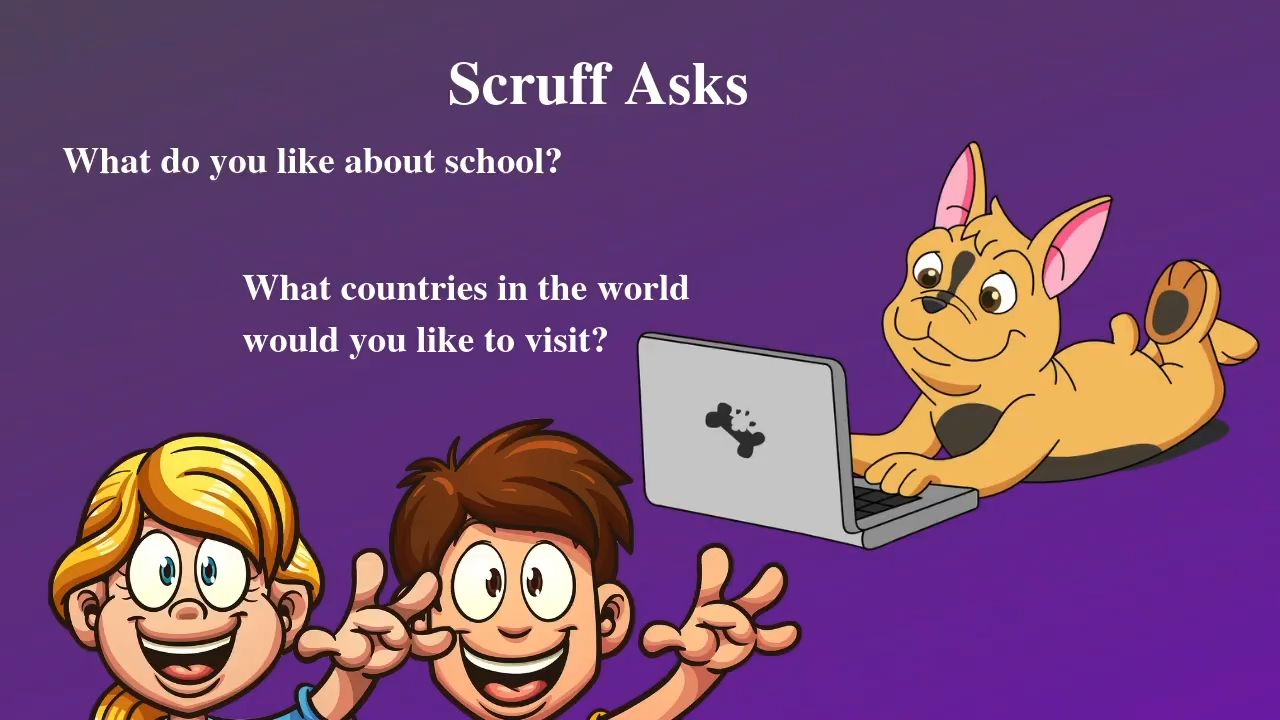 Scruff Asks
What do you like about school?
What countries in the world
would you like to visit?